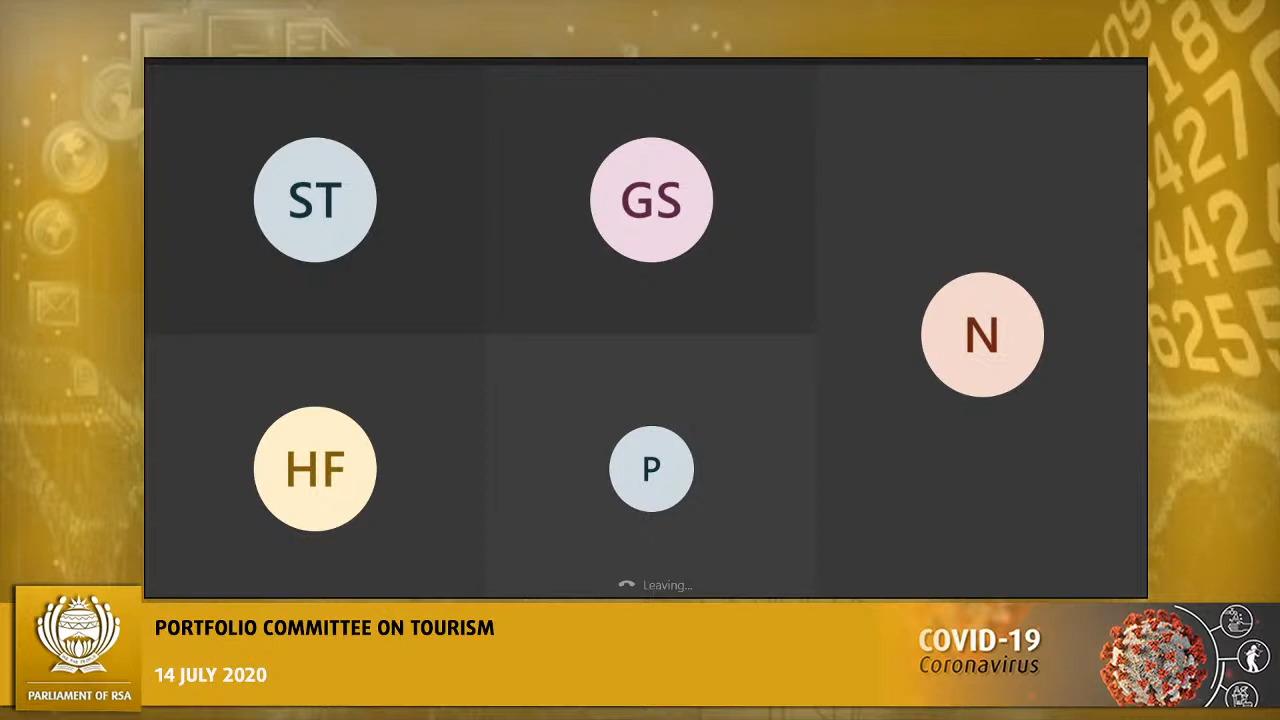 ST
GS
N
HF
P
Leaving...
PORTFOLIO COMMITTEE ON TOURISM
14 JULY 2020
PARLIAMENT OF RSA
COVID-19
Coronavirus